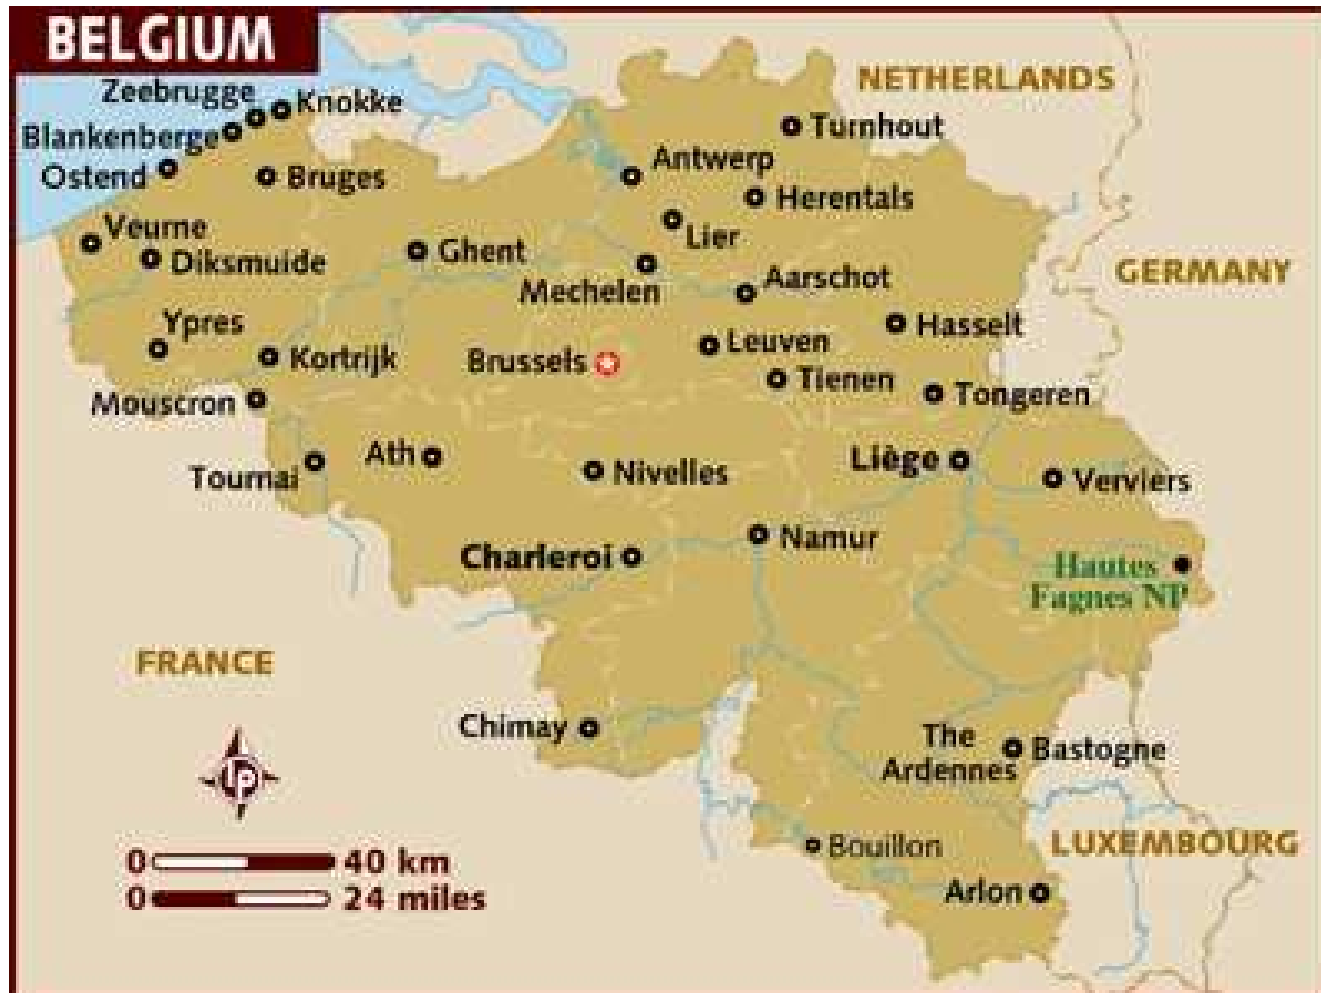 BELGIUM
NETHERLANDS
Zeebrugge
Knokke
Blankenberge
Turnhout
Ostend
Bruges
Antwerp
Herentals
Veurne
Lier
Diksmuide
Ghent
Mechelen
Aarschot
GERMANY
Ypres
Hasselt
Kortrijk
Brussels
Leuven
Tienen
Tongeren
Mouscron
Ath
Tournai
Nivelles
Liège
Verviers
Charleroi
Namur
Hautes
Fagnes NP
FRANCE
Chimay
The
Ardennes
Bastogne
LP
Bouillon
LUXEMBOURG
0 40 km
0 24 miles
Arlon